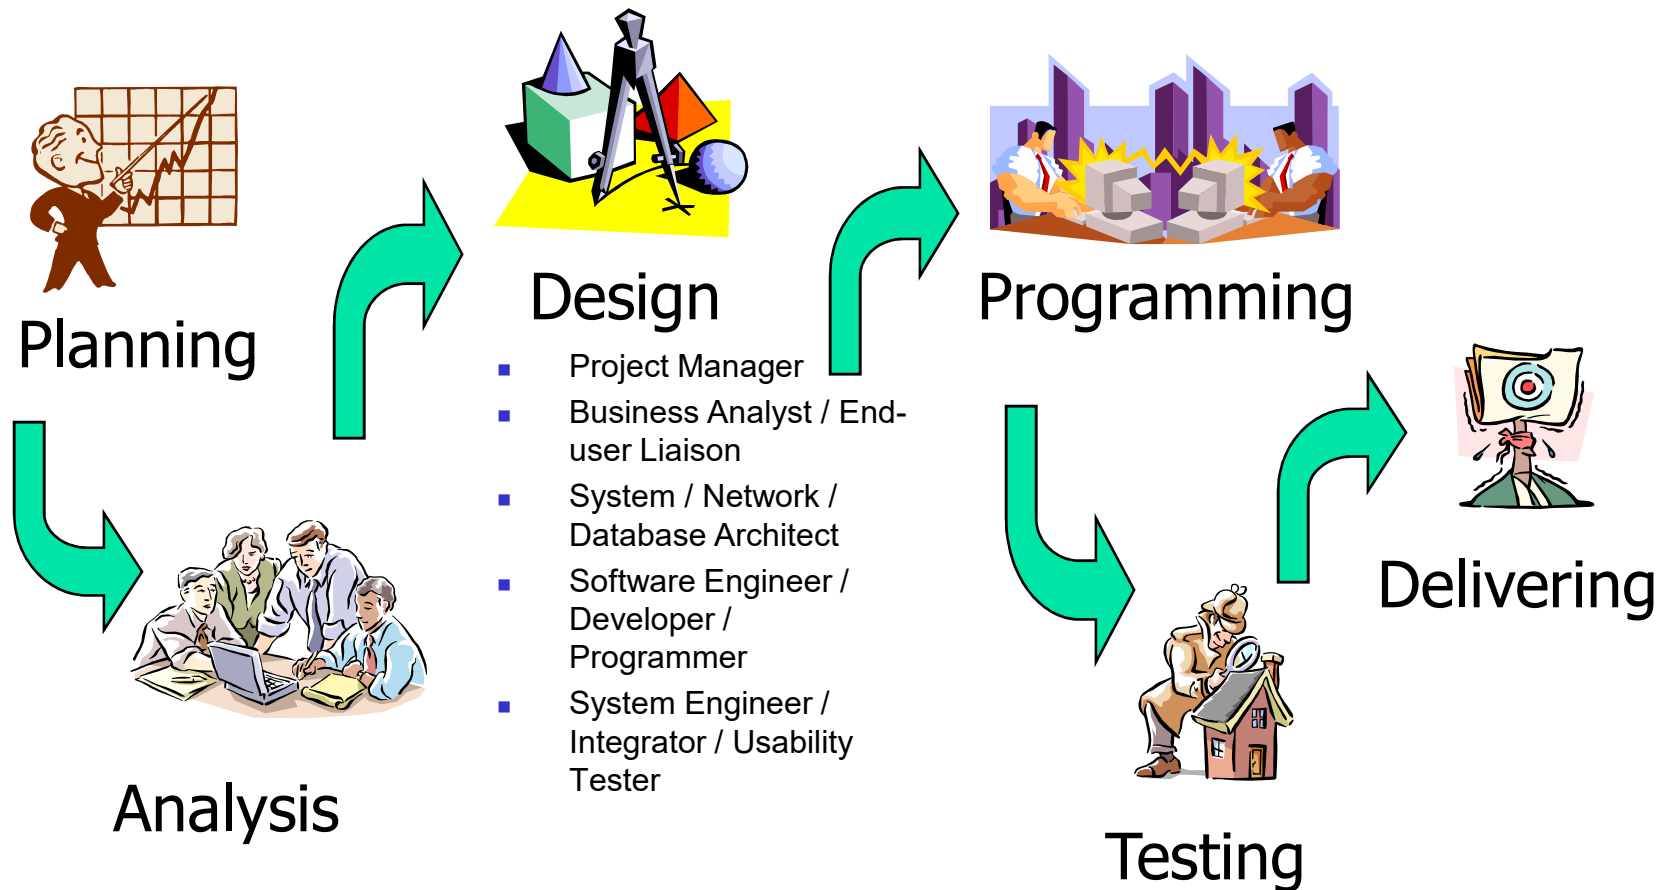 Planning
Analysis
Design
■ Project Manager
■ Business Analyst / End-
user Liaison
■ System / Network /
Database Architect
■ Software Engineer /
Developer /
Programmer
■ System Engineer /
Integrator / Usability
Tester
Programming
Testing
Delivering